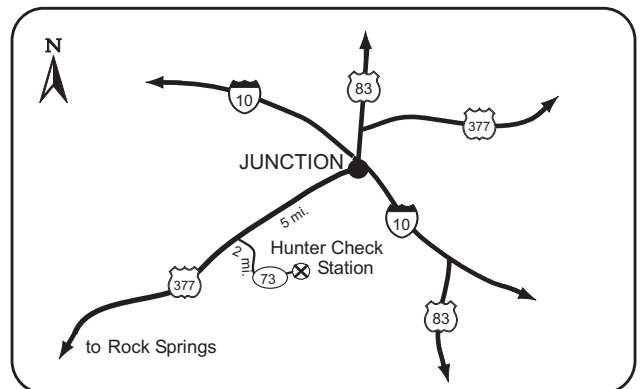 N
83
10
377
JUNCTION
5 mi.
10
Hunter Check
Station
2 mi.
73
377
83
to Rock Springs